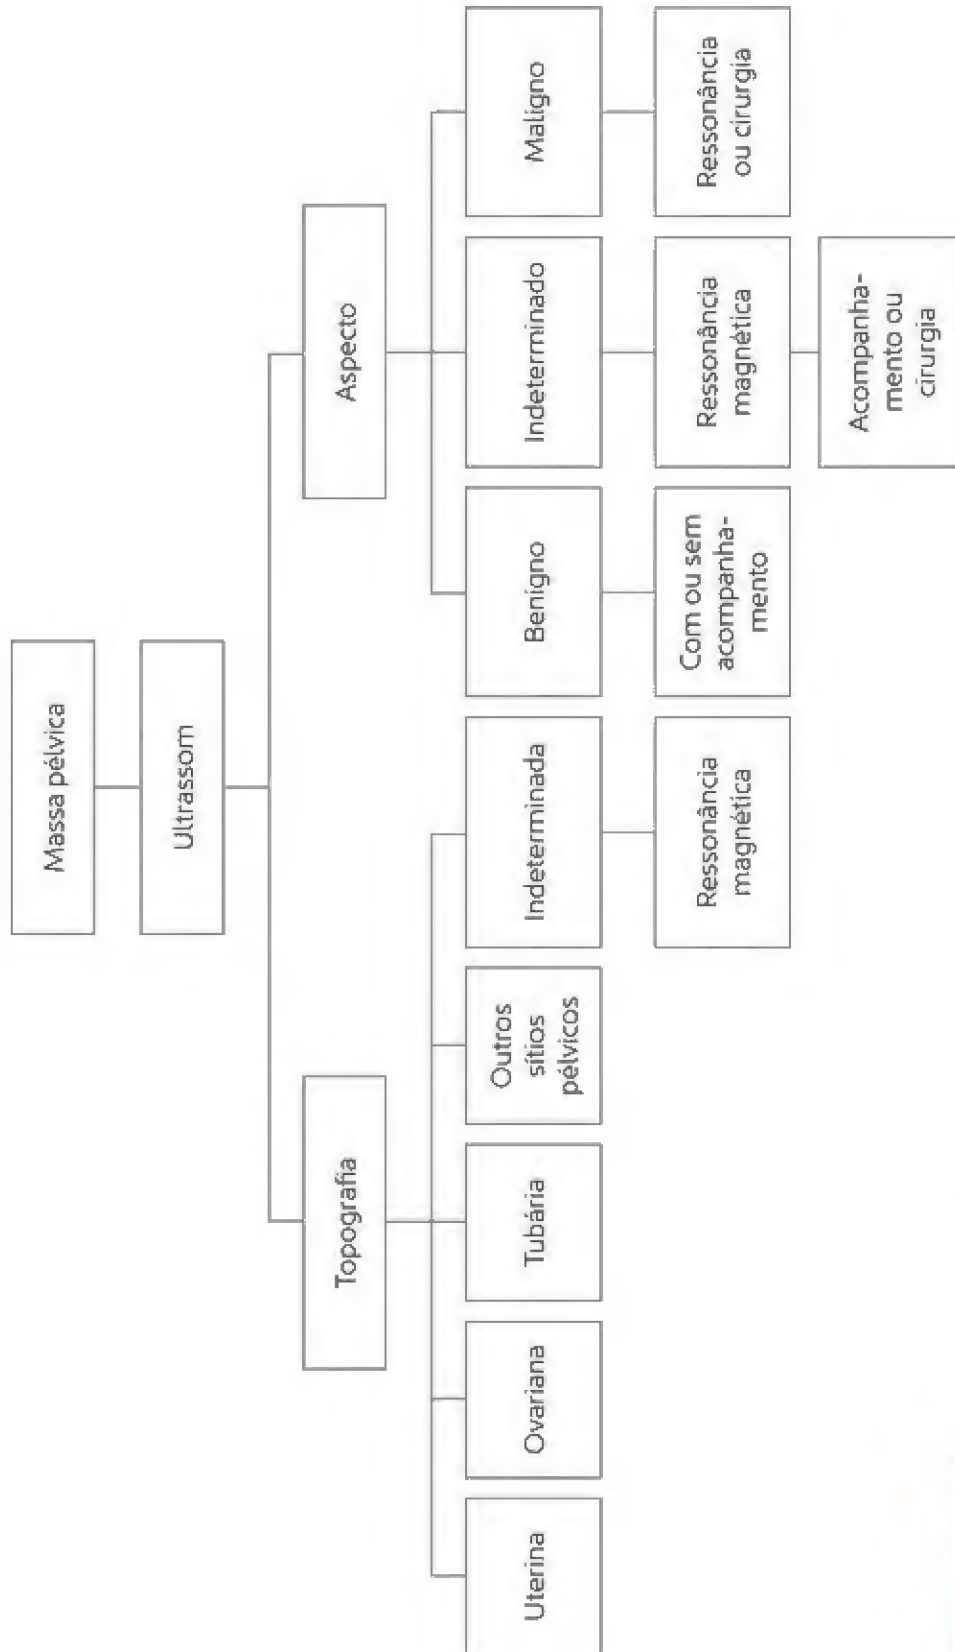 Massa pélvica
Ultrassom
Topografia
Aspecto
Uterina
Ovariana
Tubária
Outros
sítios
pélvicos
Indeterminada
Benigno
Indeterminado
Maligno
Ressonância
magnética
Com ou sem
acompanha-
mento
Ressonância
magnética
Ressonância
ou cirurgia
Acompanha-
mento ou
cirurgia